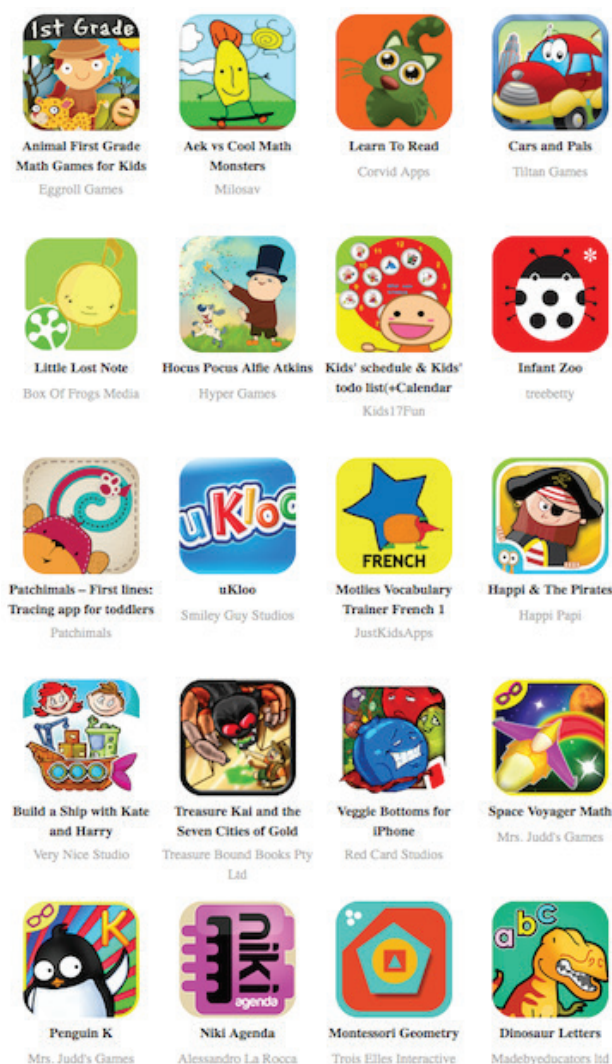 1st Grade
e
Animal First Grade
Math Games for Kids
Eggroll Games
Aek vs Cool Math
Monsters
Milosav
Learn To Read
Corvid Apps
Cars and Pals
Tiltan Games
Little Lost Note
Box Of Frogs Media
Hocus Pocus Alfie Atkins
Hyper Games
Kids' schedule & Kids'
todo list(+Calendar
Kids17Fun
Infant Zoo
treebetty
Patchimals – First lines:
Tracing app for toddlers
Patchimals
uKloo
uKloo
Smiley Guy Studios
FRENCH
Motlies Vocabulary
Trainer French 1
JustKidsApps
Happi & The Pirates
Happi Papi
Build a Ship with Kate
and Harry
Very Nice Studio
Treasure Kai and the
Seven Cities of Gold
Treasure Bound Books Pty
Ltd
Veggie Bottoms for
iPhone
Red Card Studios
Space Voyager Math
Mrs. Judd's Games
K
Penguin K
Mrs. Judd's Games
niki
agenda
Niki Agenda
Alessandro La Rocca
Montessori Geometry
Trois Elles Interactive
abc
Dinosaur Letters
Madebyeducators ltd